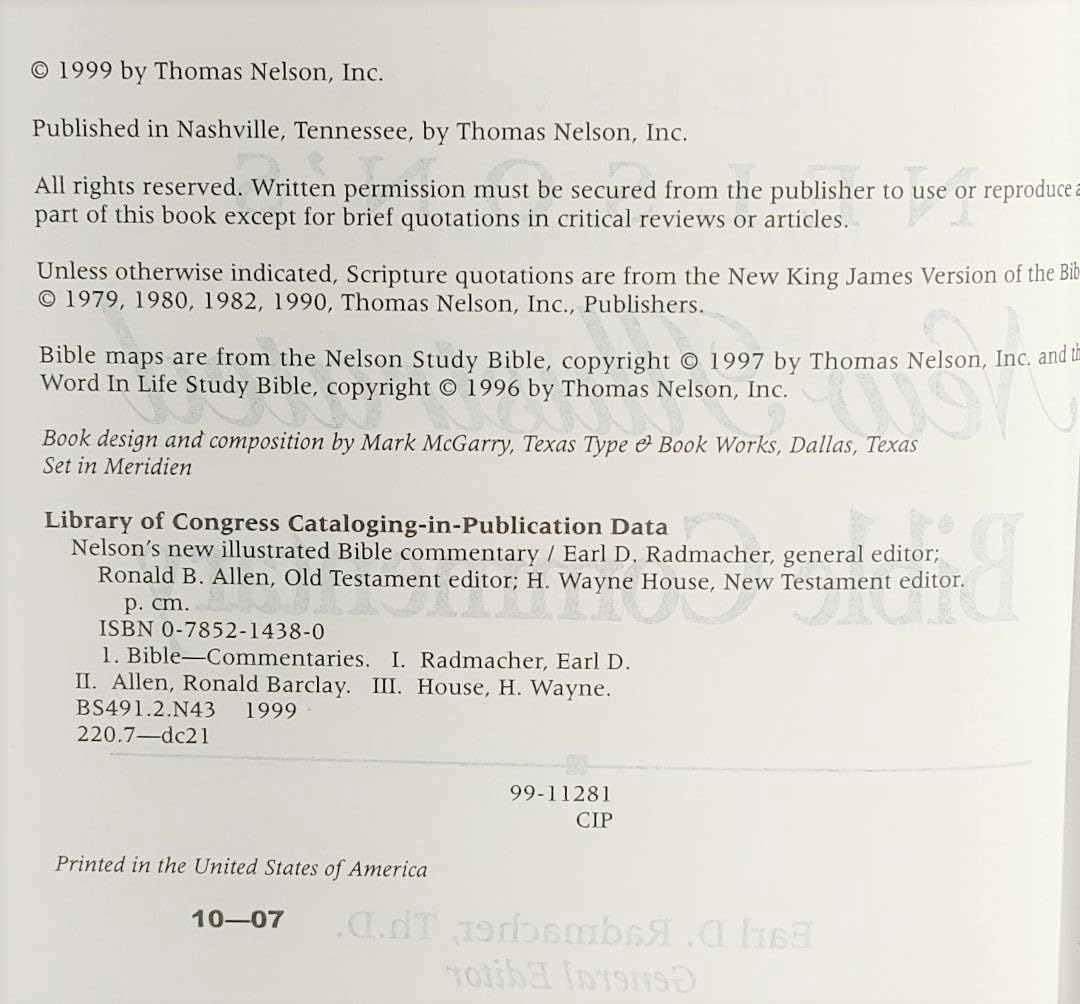 © 1999 by Thomas Nelson, Inc.
Published in Nashville, Tennessee, by Thomas Nelson, Inc.
All rights reserved. Written permission must be secured from the publisher to use or reproduce
part of this book except for brief quotations in critical reviews or articles.
Unless otherwise indicated, Scripture quotations are from the New King James Version of the Bib
© 1979, 1980, 1982, 1990, Thomas Nelson, Inc., Publishers.
Bible maps are from the Nelson Study Bible, copyright © 1997 by Thomas Nelson, Inc. and th
Word In Life Study Bible, copyright © 1996 by Thomas Nelson, Inc.
Book design and composition by Mark McGarry, Texas Type & Book Works, Dallas, Texas
Set in Meridien
Library of Congress Cataloging-in-Publication Data
Nelson's new illustrated Bible commentary / Earl D. Radmacher, general editor;
Ronald B. Allen, Old Testament editor; H. Wayne House, New Testament editor.
p. cm.
ISBN 0-7852-1438-0
1. Bible—Commentaries. I. Radmacher, Earl D.
II. Allen, Ronald Barclay. III. House, H. Wayne.
BS491.2.N43 1999
220.7—dc21
99-11281
CIP
Printed in the United States of America
10—07